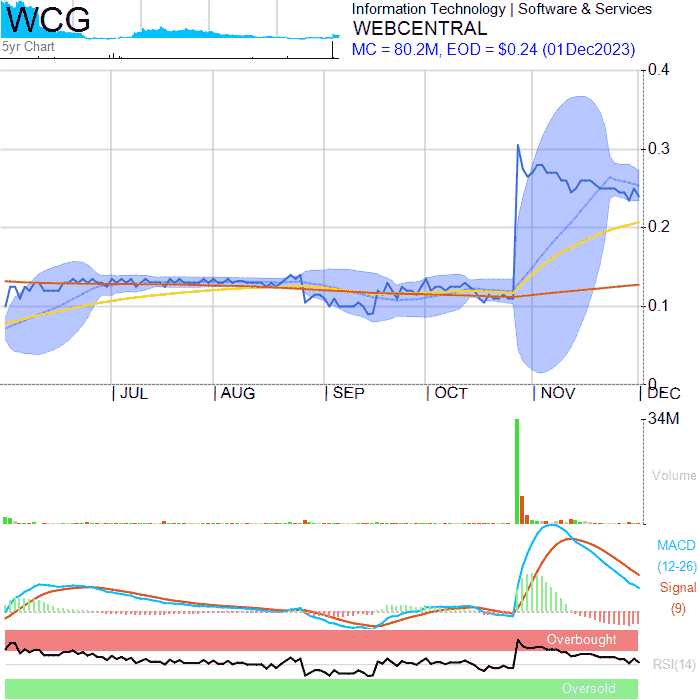 WCG
5yr Chart
Information Technology | Software & Services
WEBCENTRAL
MC = 80.2M, EOD = $0.24 (01Dec2023)
0.4
0.3
0.2
0.1
0
JUL
AUG
SEP
OCT
NOV
DEC
34M
Volume
MACD
(12-26)
Signal
(9)
Overbought
RSI(14)
Oversold